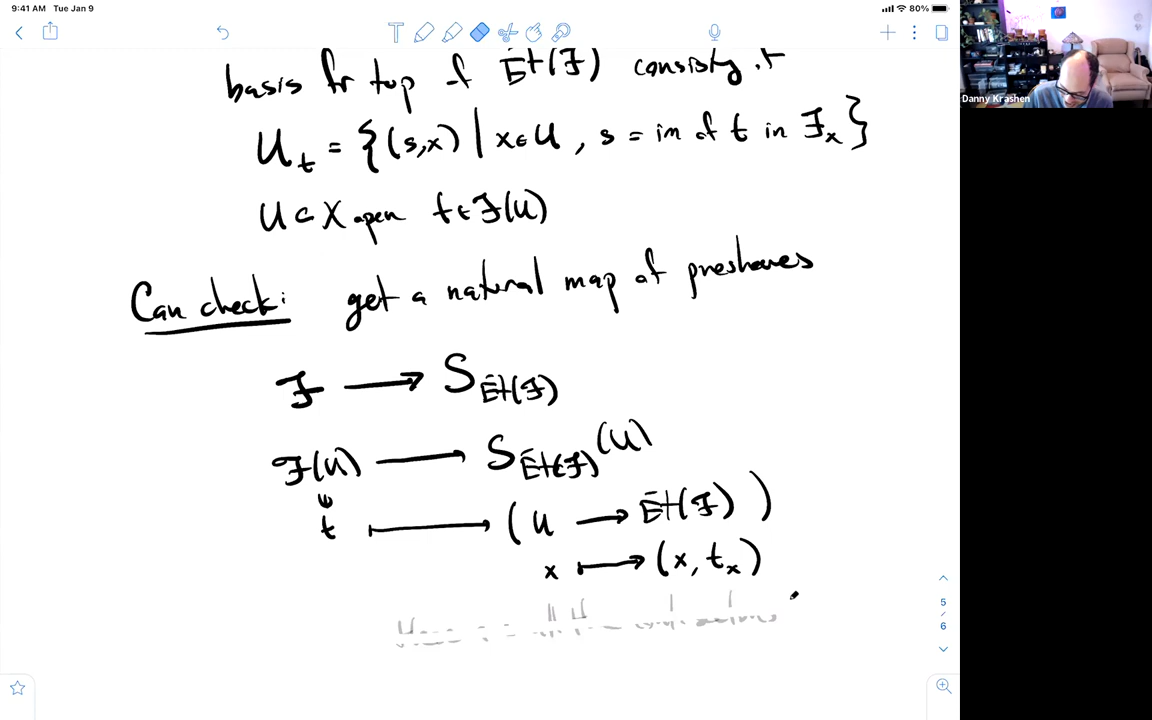 9:41 AM Tue Jan 9
80%
basis for top of Ét(ℱ) consisty of
U_t = {(s,x) | x ∈ U, s = im of t in ℱ_x}
U ⊂ X open t ∈ ℱ(U)
Can check: get a natural map of presheaves
ℱ ⟶ S_Ét(ℱ)
ℱ(U) ⟶ S_Ét(ℱ)(U)
t ⟼ (U ⟶ Ét(ℱ))
x ⟼ (x, t_x)
5
6
Danny Krashen